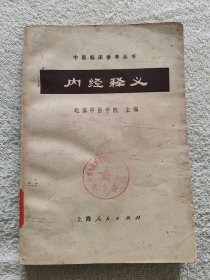 中医临床参考丛书
内经释义
北京中医学院 主编
上海人民出版社